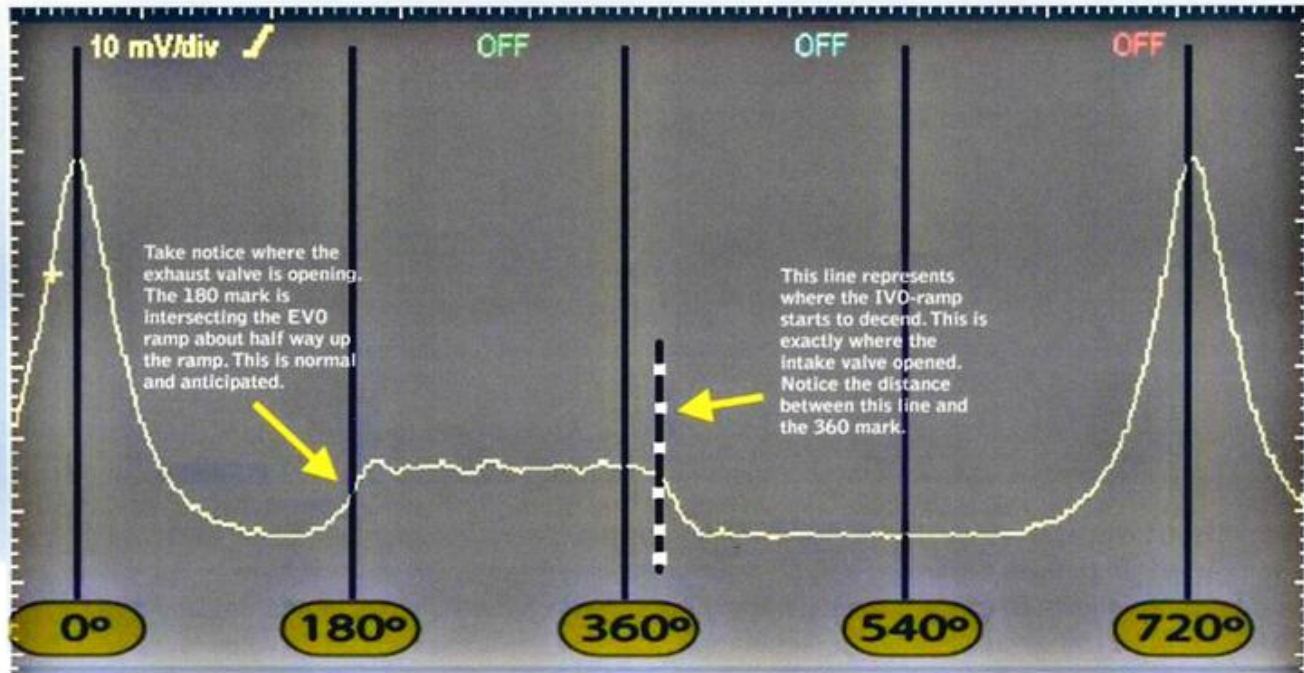 10 mV/div OFF OFF OFF
Take notice where the
exhaust valve is opening.
The 180 mark is
intersecting the EVO
ramp about half way up
the ramp. This is normal
and anticipated.
This line represents
where the IVO-ramp
starts to decend. This is
exactly where the
intake valve opened.
Notice the distance
between this line and
the 360 mark.
0° 180° 360° 540° 720°